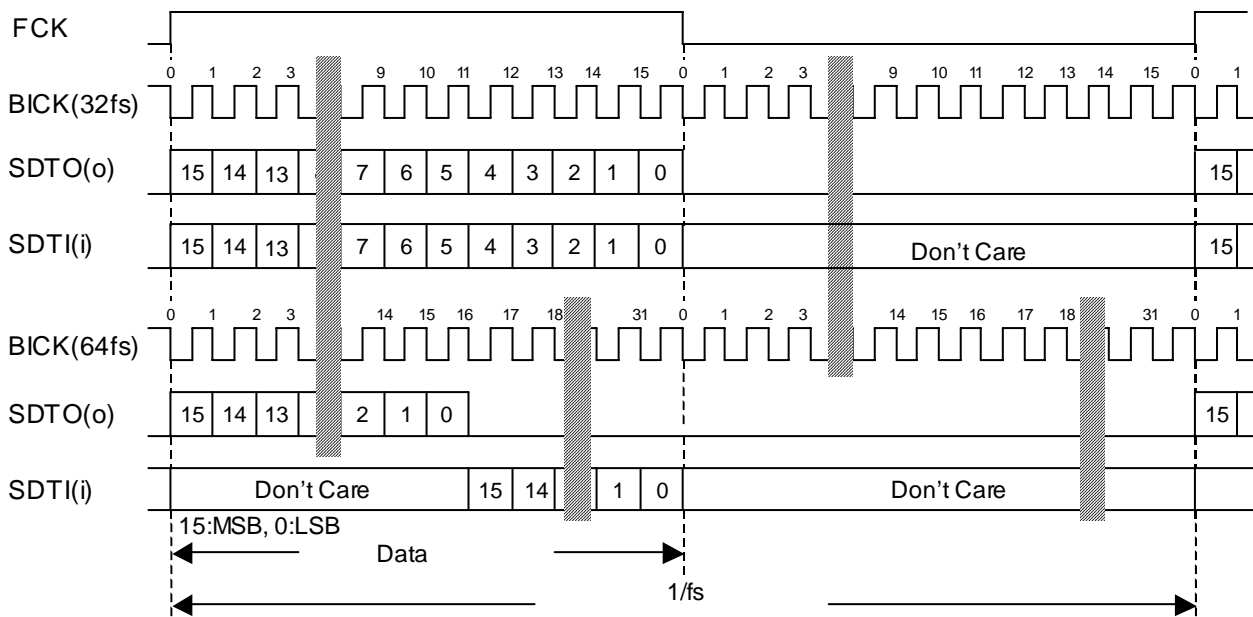 FCK
0 1 2 3 9 10 11 12 13 14 15 0 1 2 3 9 10 11 12 13 14 15 0 1
BICK(32fs)
SDTO(o) 15 14 13 7 6 5 4 3 2 1 0 15
SDTI(i) 15 14 13 7 6 5 4 3 2 1 0 Don't Care 15
0 1 2 3 14 15 16 17 18 31 0 1 2 3 14 15 16 17 18 31 0 1
BICK(64fs)
SDTO(o) 15 14 13 2 1 0 15
SDTI(i) Don't Care 15 14 1 0 Don't Care
15:MSB, 0:LSB
Data
1/fs